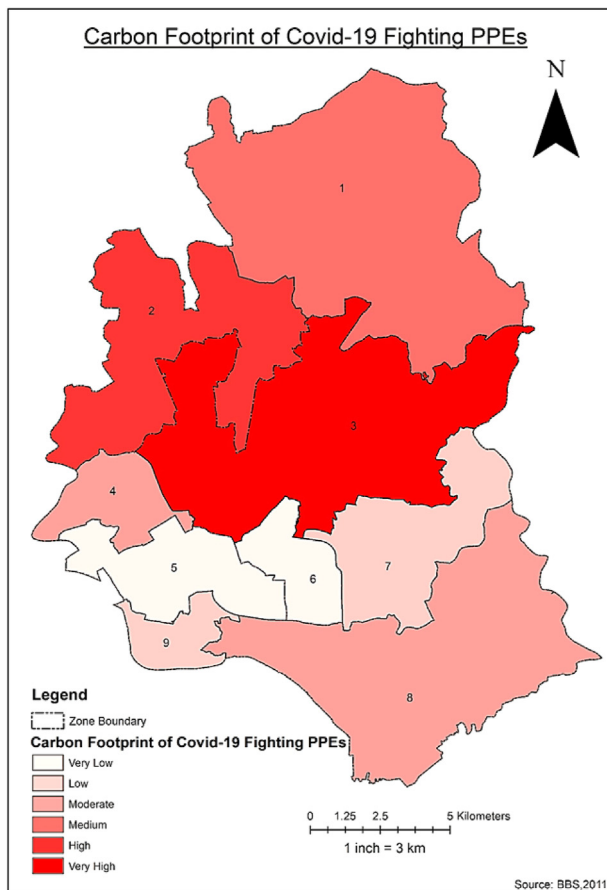 Carbon Footprint of Covid-19 Fighting PPEs
N
1
2
3
4
5
6
7
8
9
Legend
Zone Boundary
Carbon Footprint of Covid-19 Fighting PPEs
Very Low
Low
Moderate
Medium
High
Very High
0 1.25 2.5 5 Kilometers
1 inch = 3 km
Source: BBS,2011